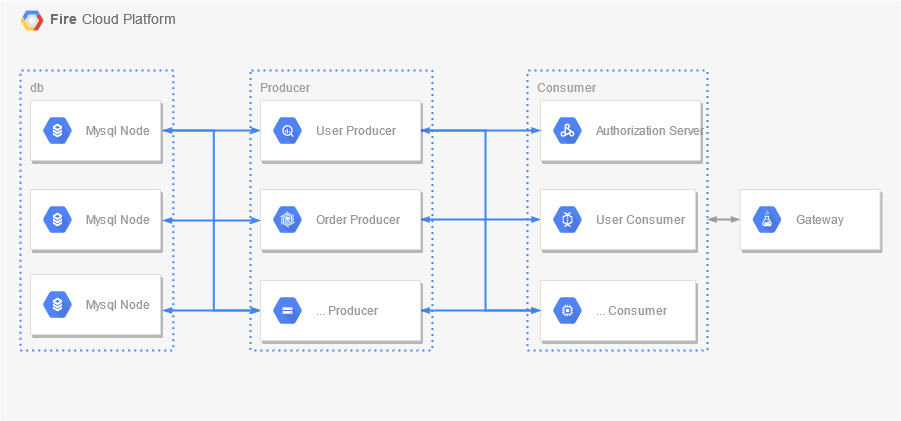 Fire Cloud Platform
db
Producer
Consumer
Mysql Node
User Producer
Authorization Server
Mysql Node
Order Producer
User Consumer
Gateway
Mysql Node
... Producer
... Consumer